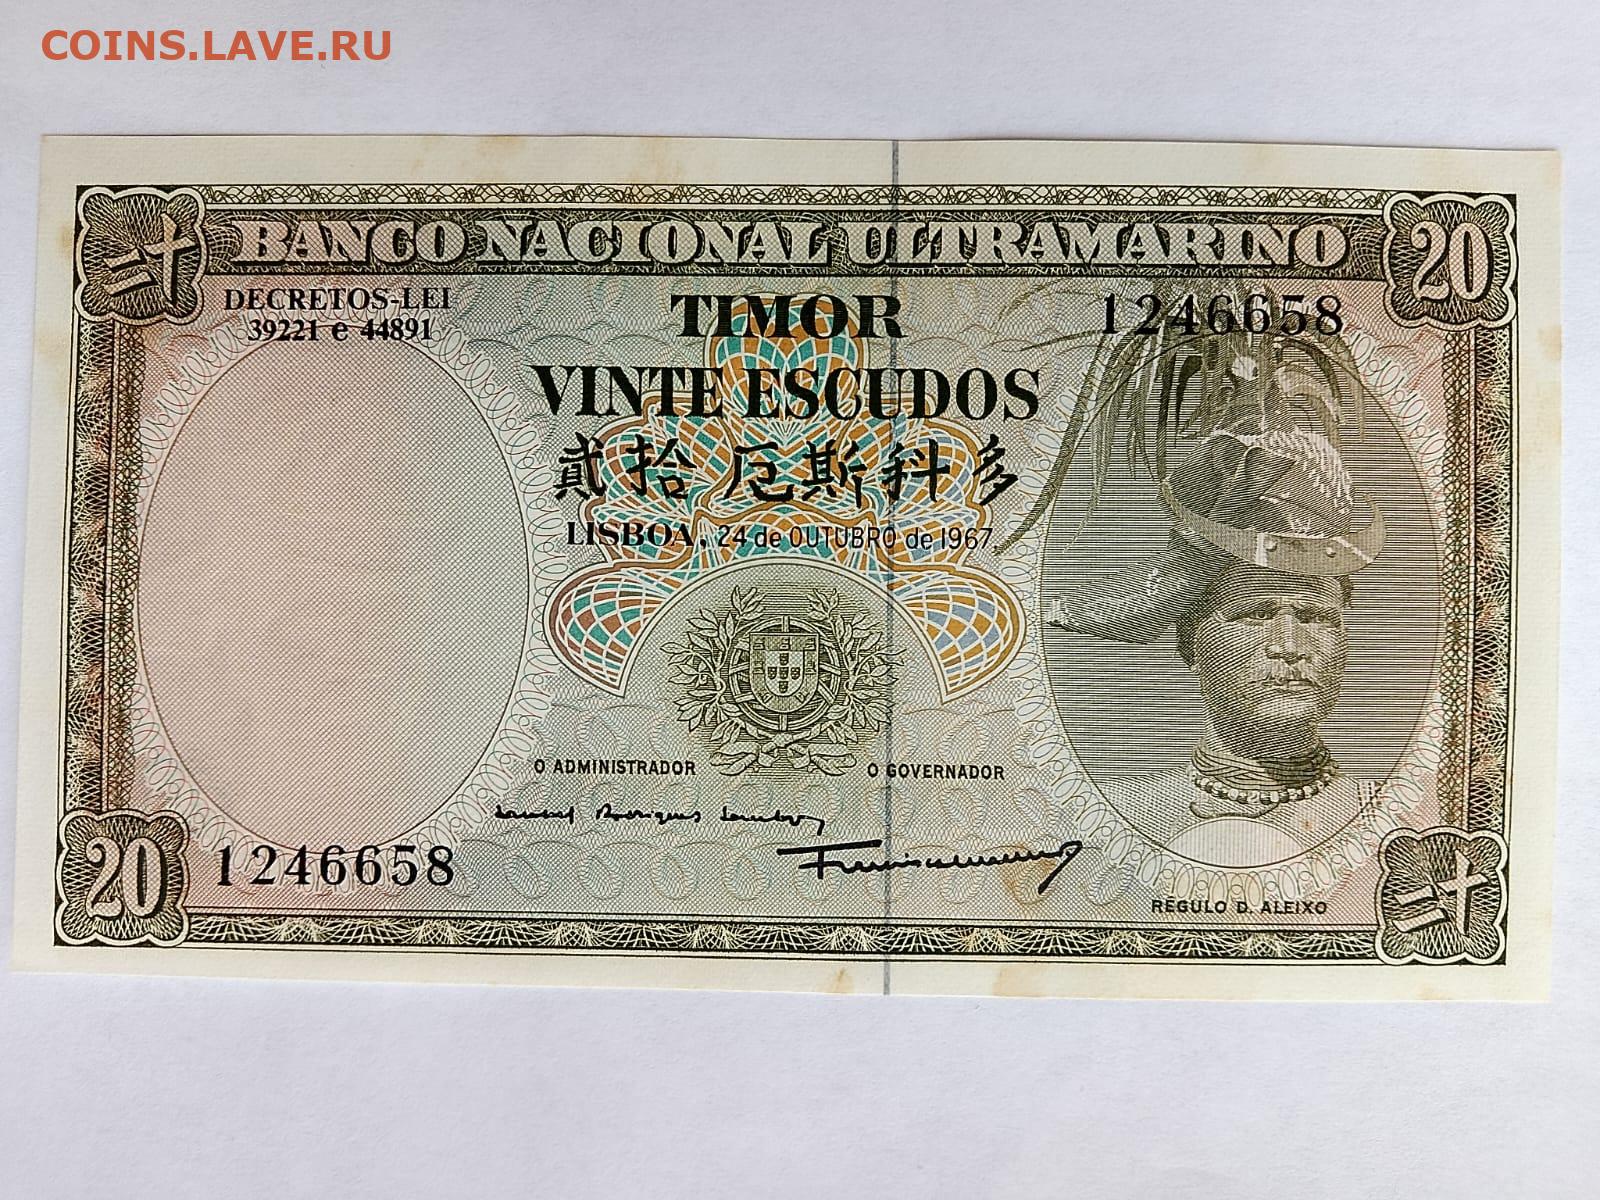 COINS.LAVE.RU
二十 BANCO NACIONAL ULTRAMARINO 20
DECRETOS-LEI
39221 e 44891
TIMOR
1246658
VINTE ESCUDOS
貳拾厄斯科多
LISBOA, 24 de OUTUBRO de 1967
O ADMINISTRADOR
O GOVERNADOR
20
1246658
RÉGULO D. ALEIXO
二十